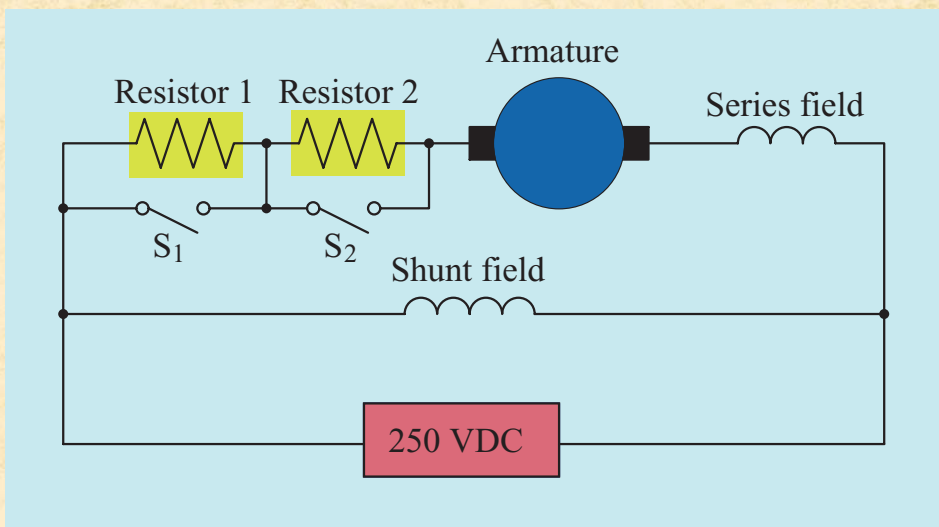 Armature
Resistor 1 Resistor 2
Series field
S1 S2
Shunt field
250 VDC